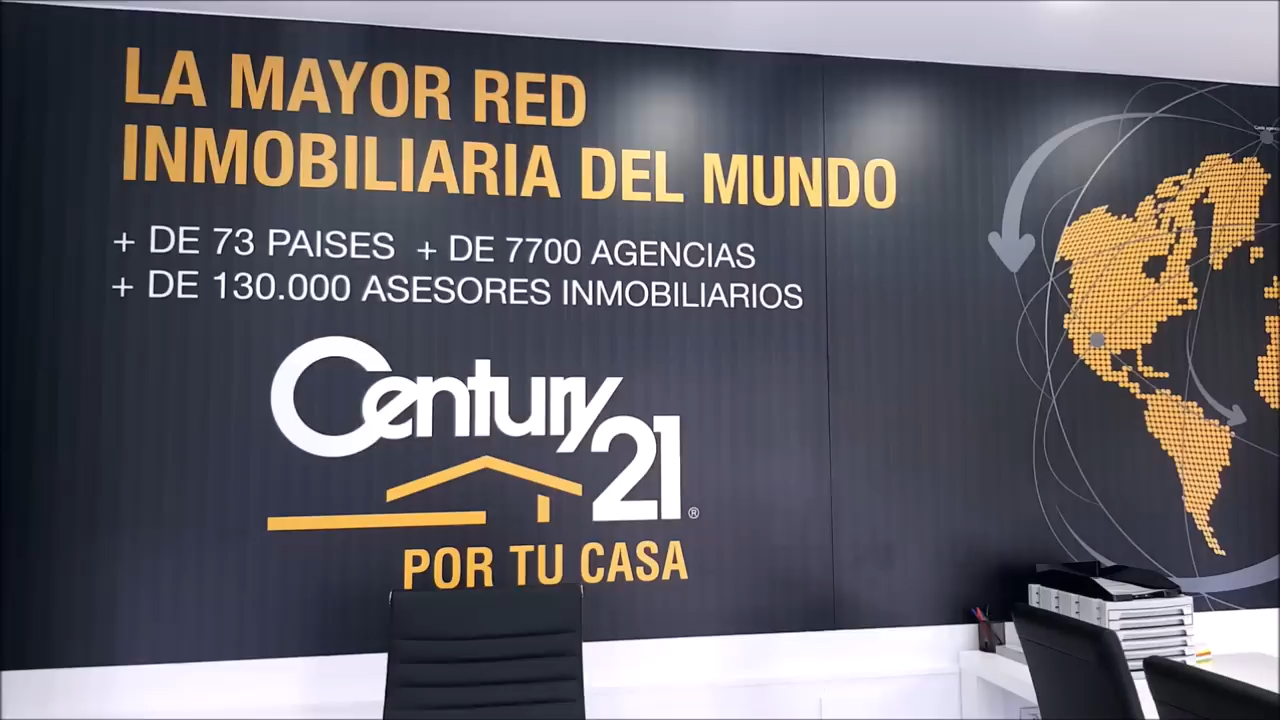 LA MAYOR RED
INMOBILIARIA DEL MUNDO
+ DE 73 PAISES + DE 7700 AGENCIAS
+ DE 130.000 ASESORES INMOBILIARIOS
Century
21®
POR TU CASA